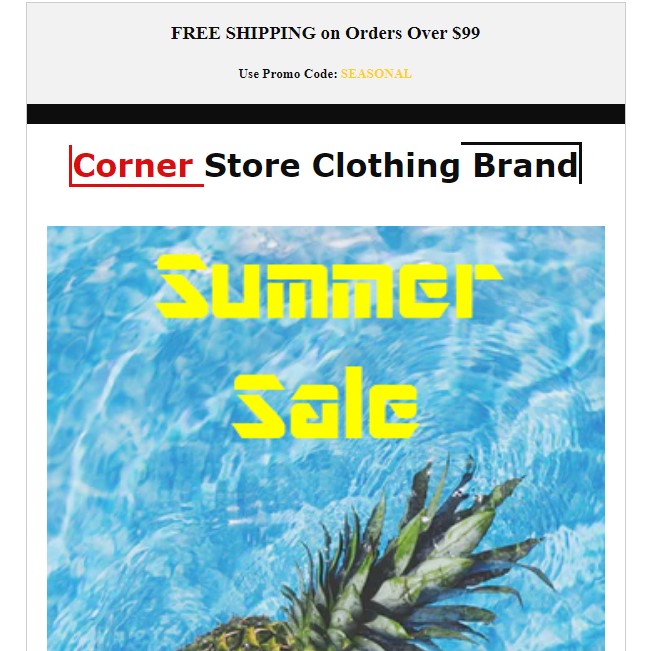 FREE SHIPPING on Orders Over $99
Use Promo Code: SEASONAL
Corner Store Clothing Brand
Summer
Sale